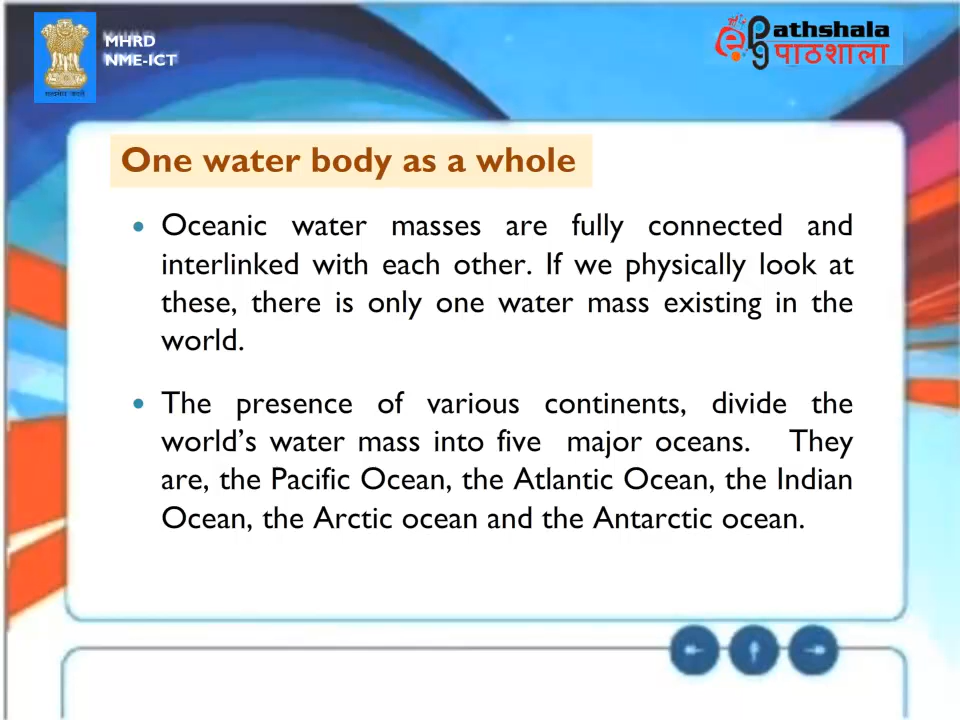 MHRD
NME-ICT
Pathshala
पाठशाला
One water body as a whole
• Oceanic water masses are fully connected and
interlinked with each other. If we physically look at
these, there is only one water mass existing in the
world.
• The presence of various continents, divide the
world's water mass into five major oceans. They
are, the Pacific Ocean, the Atlantic Ocean, the Indian
Ocean, the Arctic ocean and the Antarctic ocean.